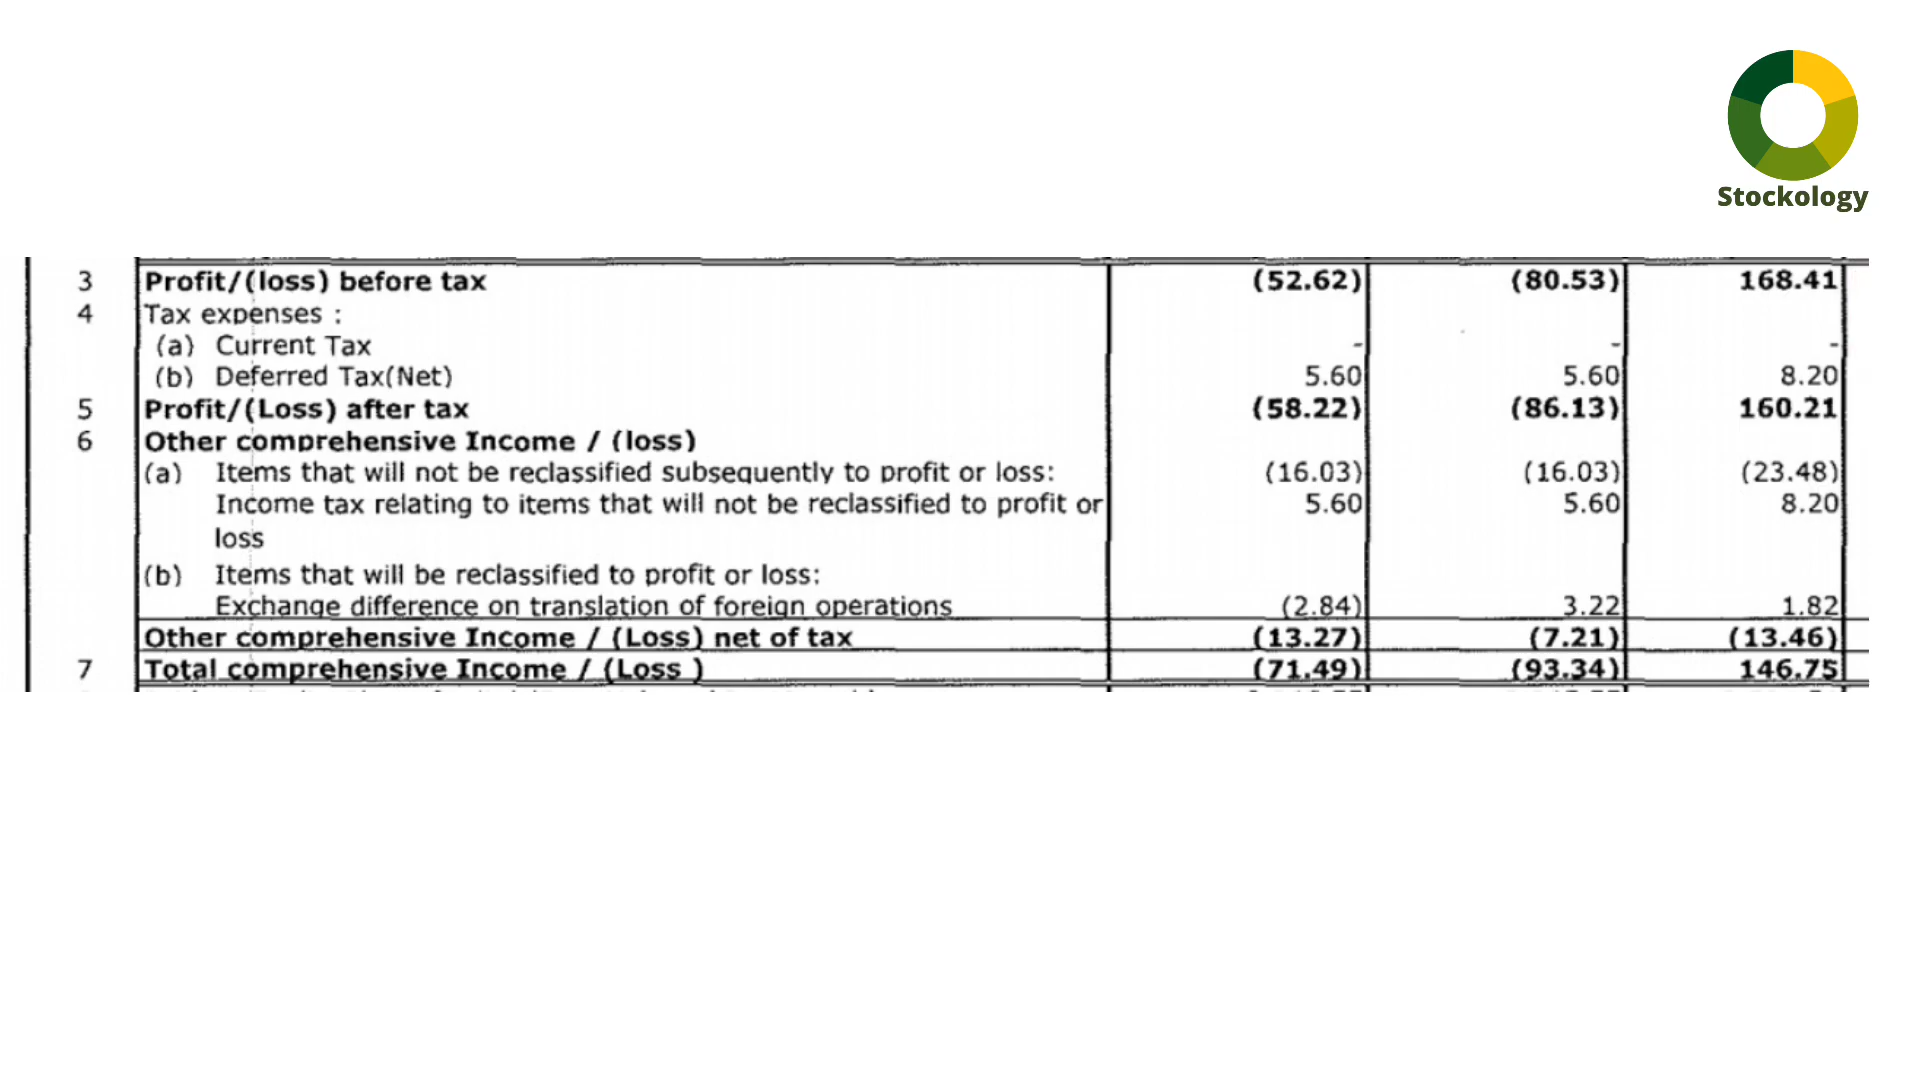 Stockology
3 Profit/(loss) before tax (52.62) (80.53) 168.41
4 Tax expenses :
(a) Current Tax - - -
(b) Deferred Tax(Net) 5.60 5.60 8.20
5 Profit/(Loss) after tax (58.22) (86.13) 160.21
6 Other comprehensive Income / (loss)
(a) Items that will not be reclassified subsequently to profit or loss: (16.03) (16.03) (23.48)
Income tax relating to items that will not be reclassified to profit or 5.60 5.60 8.20
loss
(b) Items that will be reclassified to profit or loss:
Exchange difference on translation of foreign operations (2.84) 3.22 1.82
Other comprehensive Income / (Loss) net of tax (13.27) (7.21) (13.46)
7 Total comprehensive Income / (Loss ) (71.49) (93.34) 146.75